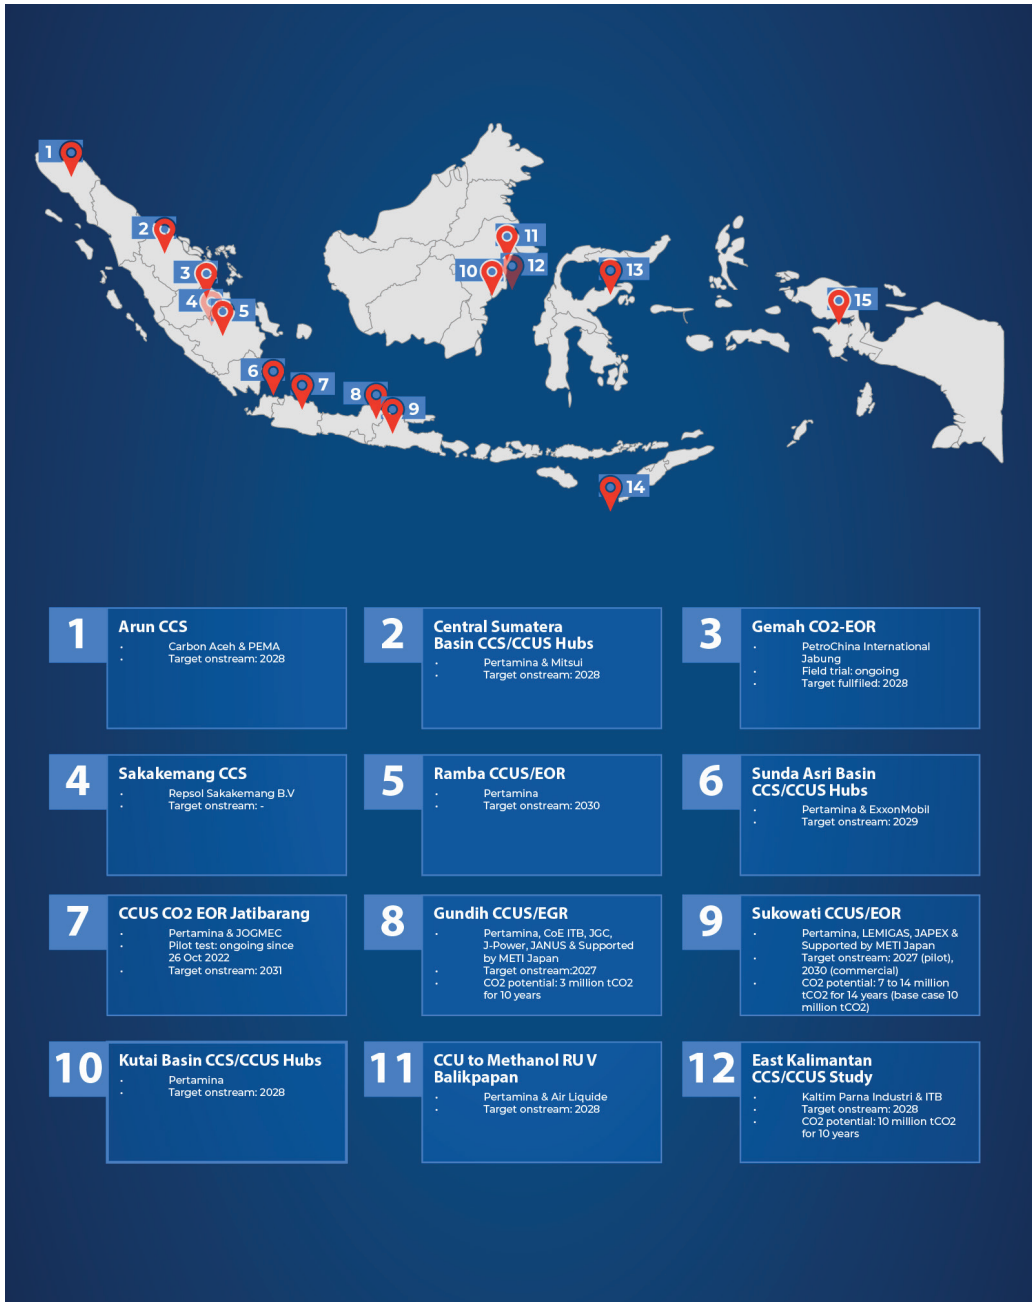 1
2
3
4
5
6
7
8
9
10
11
12
13
14
15
1
Arun CCS
• Carbon Aceh & PEMA
• Target onstream: 2028
2
Central Sumatera
Basin CCS/CCUS Hubs
• Pertamina & Mitsui
• Target onstream: 2028
3
Gemah CO2-EOR
• PetroChina International
Jabung
• Field trial: ongoing
• Target fullfiled: 2028
4
Sakakemang CCS
• Repsol Sakakemang B.V
• Target onstream: -
5
Ramba CCUS/EOR
• Pertamina
• Target onstream: 2030
6
Sunda Asri Basin
CCS/CCUS Hubs
• Pertamina & ExxonMobil
• Target onstream: 2029
7
CCUS CO2 EOR Jatibarang
• Pertamina & JOGMEC
• Pilot test: ongoing since
26 Oct 2022
• Target onstream: 2031
8
Gundih CCUS/EGR
• Pertamina, CoE ITB, JGC,
J-Power, JANUS & Supported
by METI Japan
• Target onstream:2027
• CO2 potential: 3 million tCO2
for 10 years
9
Sukowati CCUS/EOR
• Pertamina, LEMIGAS, JAPEX &
Supported by METI Japan
• Target onstream: 2027 (pilot),
2030 (commercial)
• CO2 potential: 7 to 14 million
tCO2 for 14 years (base case 10
million tCO2)
10
Kutai Basin CCS/CCUS Hubs
• Pertamina
• Target onstream: 2028
11
CCU to Methanol RU V
Balikpapan
• Pertamina & Air Liquide
• Target onstream: 2028
12
East Kalimantan
CCS/CCUS Study
• Kaltim Parna Industri & ITB
• Target onstream: 2028
• CO2 potential: 10 million tCO2
for 10 years